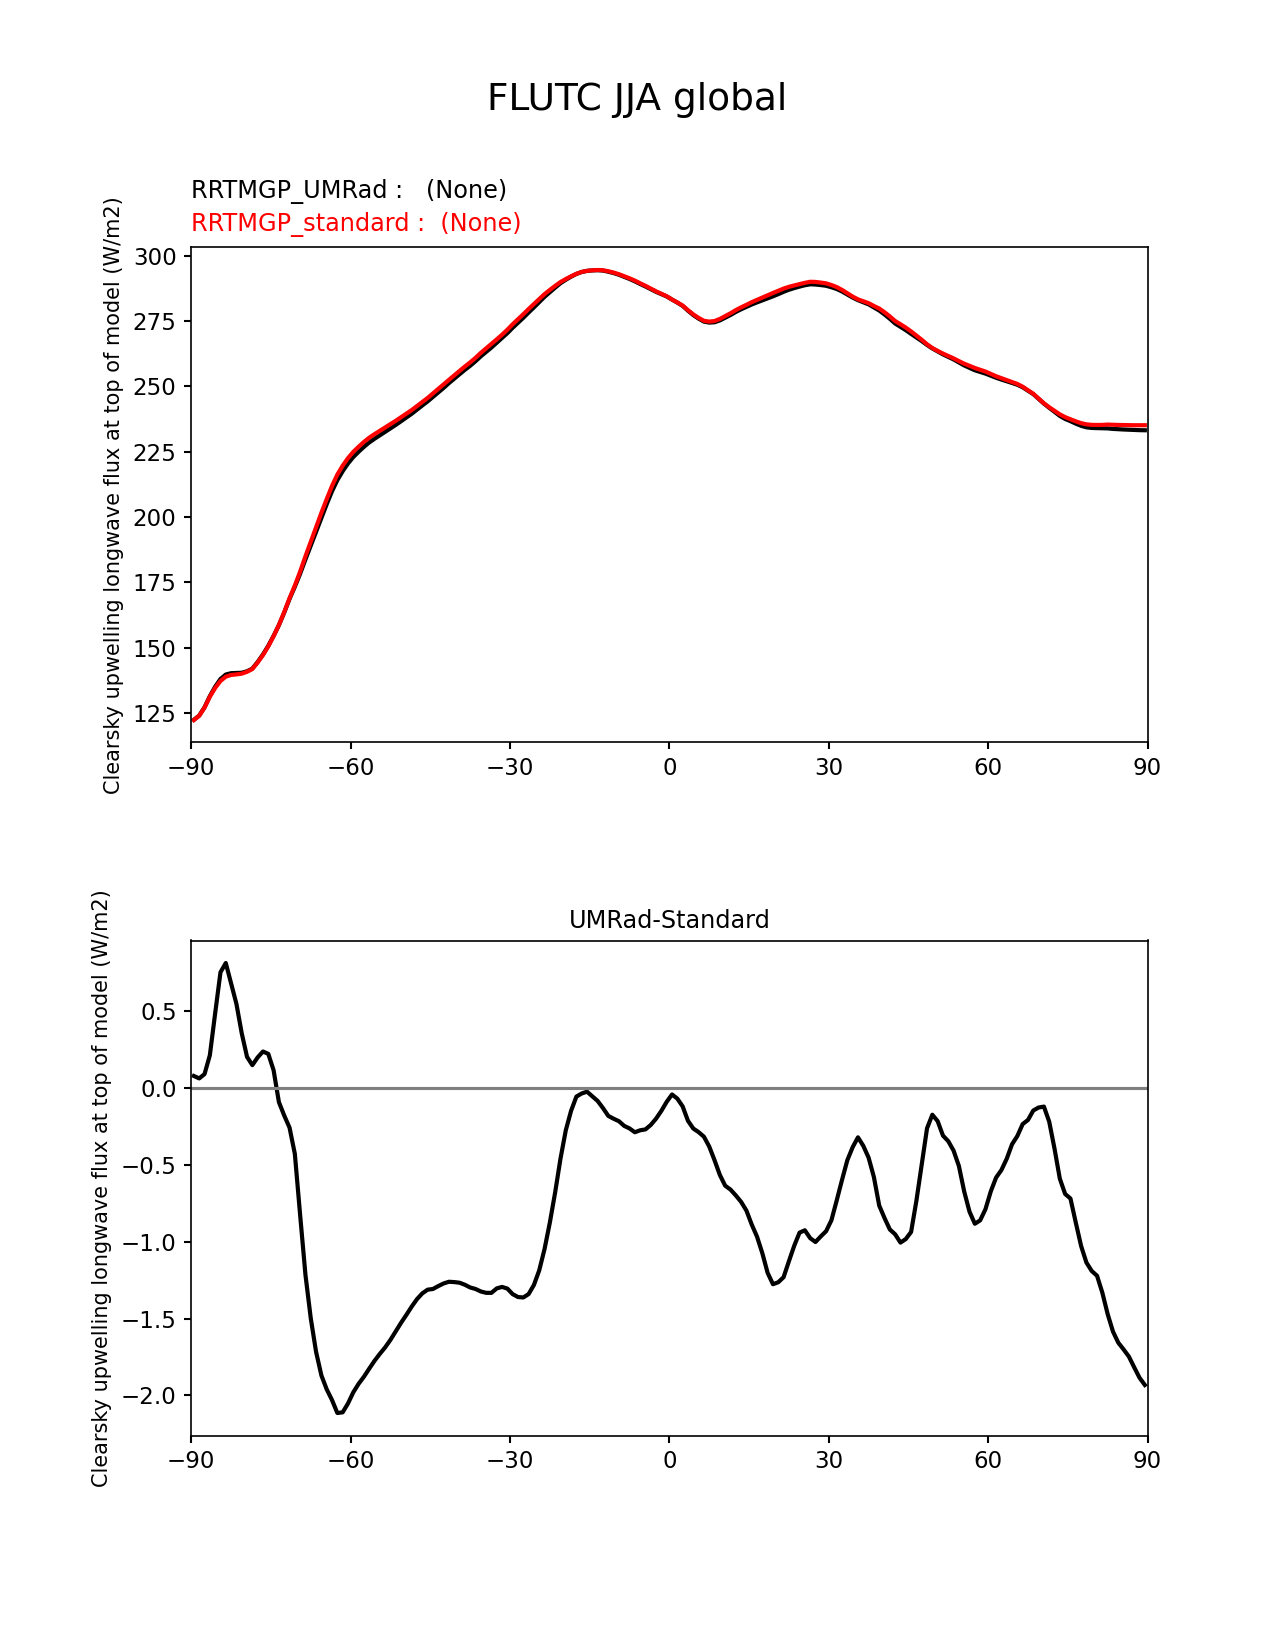 FLUTC JJA global
RRTMGP_UMRad :   (None)
RRTMGP_standard :  (None)
Clearsky upwelling longwave flux at top of model (W/m2)
300
275
250
225
200
175
150
125
−90 −60 −30 0 30 60 90
UMRad-Standard
Clearsky upwelling longwave flux at top of model (W/m2)
0.5
0.0
−0.5
−1.0
−1.5
−2.0
−90 −60 −30 0 30 60 90